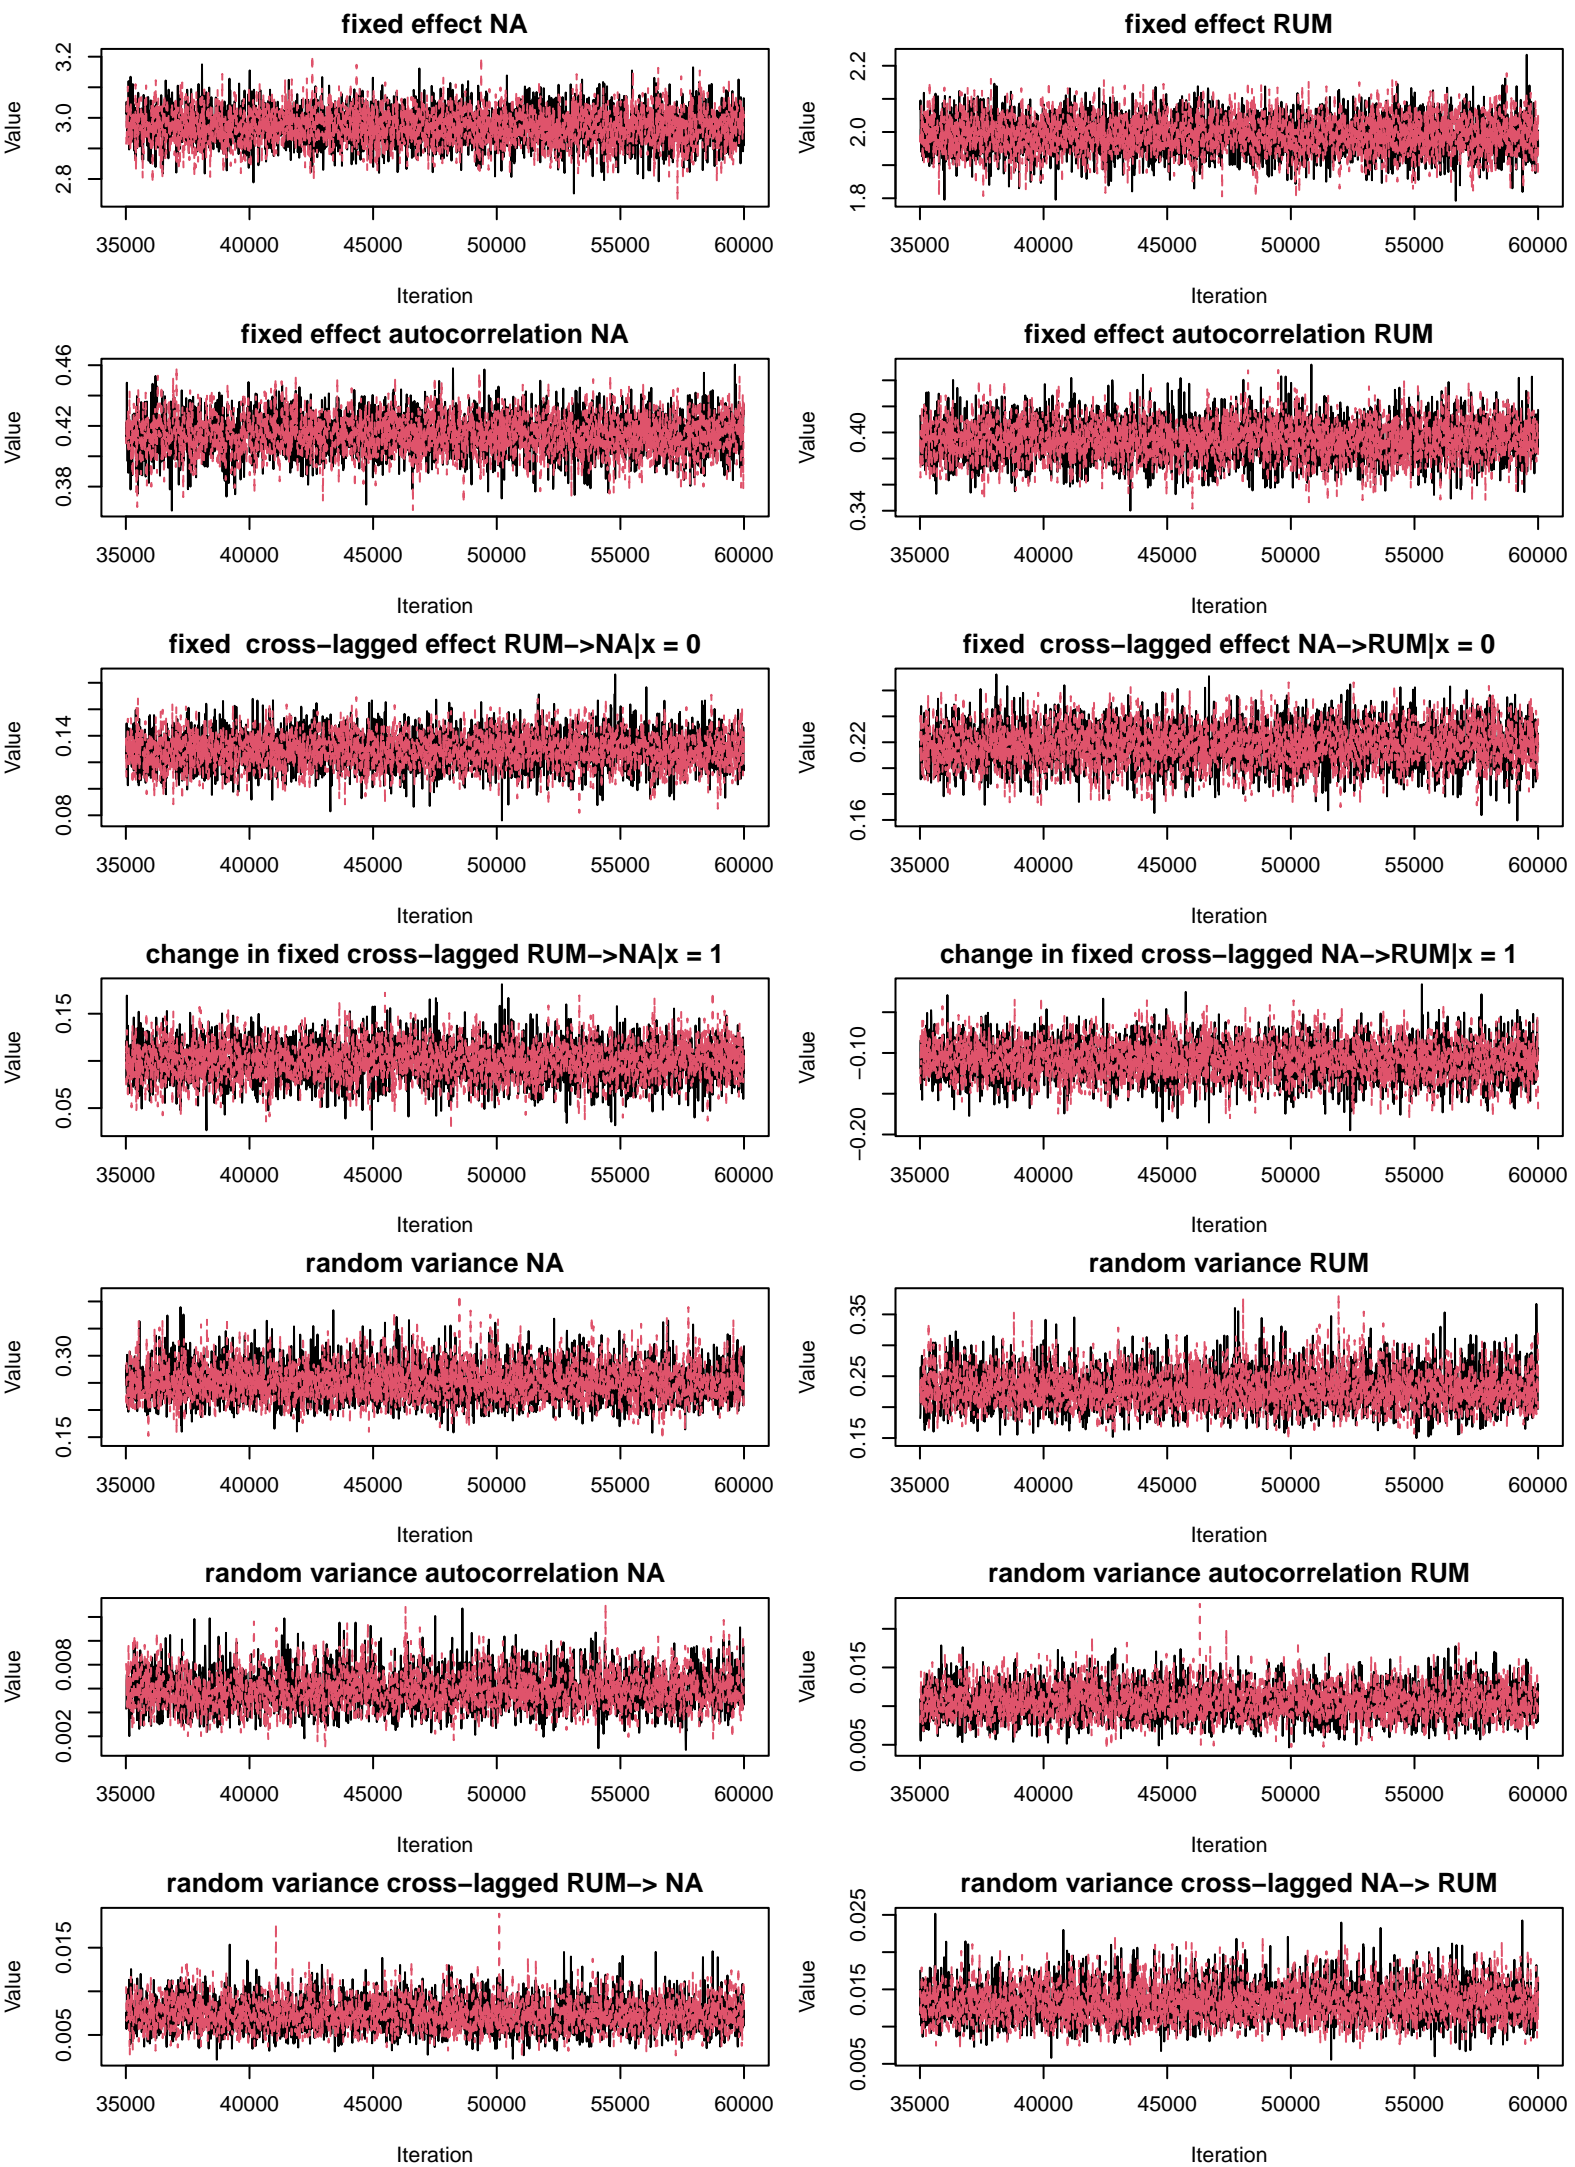 fixed effect NA
fixed effect RUM
Value
3.2
3.0
2.8
35000 40000 45000 50000 55000 60000
Iteration
Value
2.2
2.0
1.8
35000 40000 45000 50000 55000 60000
Iteration
fixed effect autocorrelation NA
fixed effect autocorrelation RUM
Value
0.46
0.42
0.38
35000 40000 45000 50000 55000 60000
Iteration
Value
0.40
0.34
35000 40000 45000 50000 55000 60000
Iteration
fixed  cross−lagged effect RUM−>NA|x = 0
fixed  cross−lagged effect NA−>RUM|x = 0
Value
0.14
0.08
35000 40000 45000 50000 55000 60000
Iteration
Value
0.22
0.16
35000 40000 45000 50000 55000 60000
Iteration
change in fixed cross−lagged RUM−>NA|x = 1
change in fixed cross−lagged NA−>RUM|x = 1
Value
0.15
0.05
35000 40000 45000 50000 55000 60000
Iteration
Value
−0.10
−0.20
35000 40000 45000 50000 55000 60000
Iteration
random variance NA
random variance RUM
Value
0.30
0.15
35000 40000 45000 50000 55000 60000
Iteration
Value
0.35
0.25
0.15
35000 40000 45000 50000 55000 60000
Iteration
random variance autocorrelation NA
random variance autocorrelation RUM
Value
0.008
0.002
35000 40000 45000 50000 55000 60000
Iteration
Value
0.015
0.005
35000 40000 45000 50000 55000 60000
Iteration
random variance cross−lagged RUM−> NA
random variance cross−lagged NA−> RUM
Value
0.015
0.005
35000 40000 45000 50000 55000 60000
Iteration
Value
0.025
0.015
0.005
35000 40000 45000 50000 55000 60000
Iteration